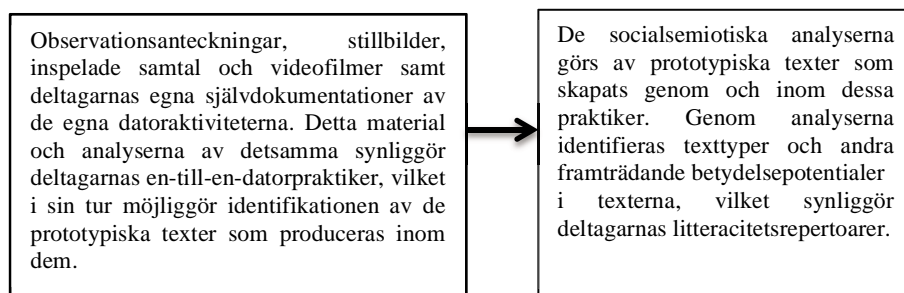 Observationsanteckningar, stillbilder,
inspelade samtal och videofilmer samt
deltagarnas egna självdokumentationer av
de egna datoraktiviteterna. Detta material
och analyserna av detsamma synliggör
deltagarnas en-till-en-datorpraktiker, vilket
i sin tur möjliggör identifikationen av de
prototypiska texter som produceras inom
dem.
De socialsemiotiska analyserna
görs av prototypiska texter som
skapats genom och inom dessa
praktiker. Genom analyserna
identifieras texttyper och andra
framträdande betydelsepotentialer
i texterna, vilket synliggör
deltagarnas litteracitetsrepertoarer.